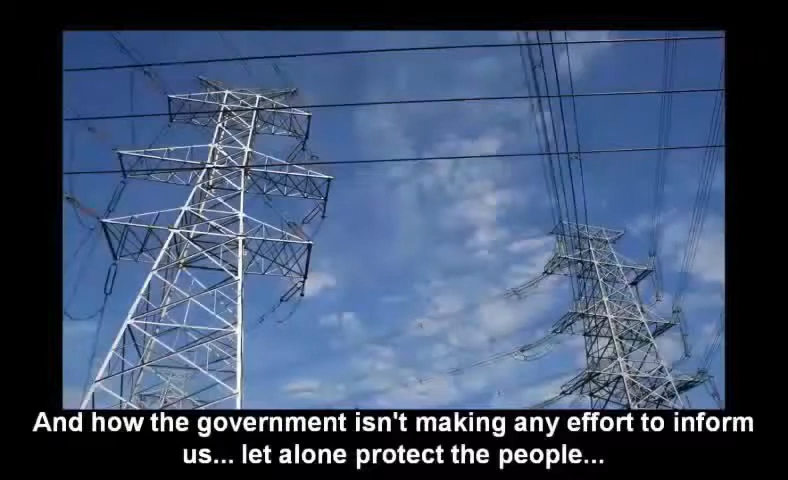 And how the government isn't making any effort to inform
us... let alone protect the people...